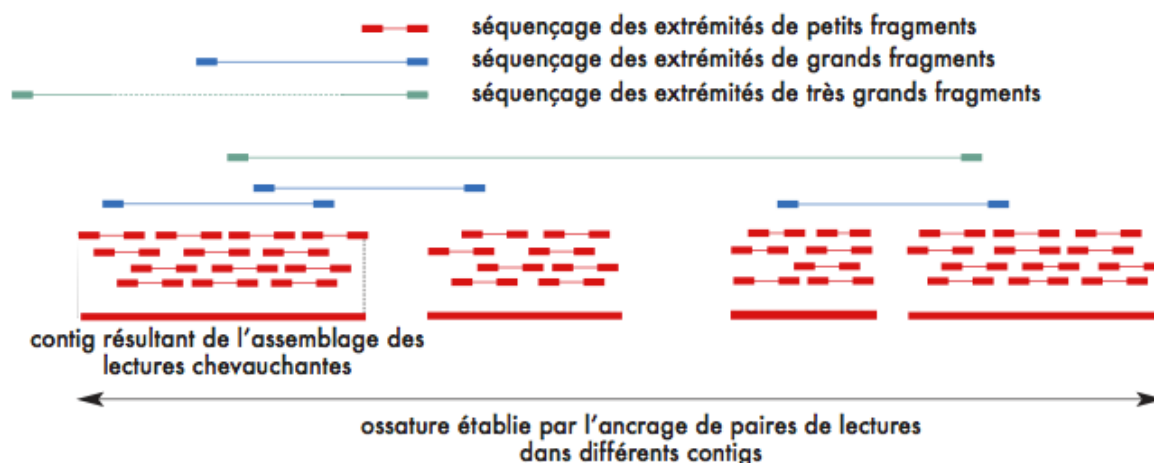 séquençage des extrémités de petits fragments
séquençage des extrémités de grands fragments
séquençage des extrémités de très grands fragments
contig résultant de l'assemblage des
lectures chevauchantes
ossature établie par l'ancrage de paires de lectures
dans différents contigs